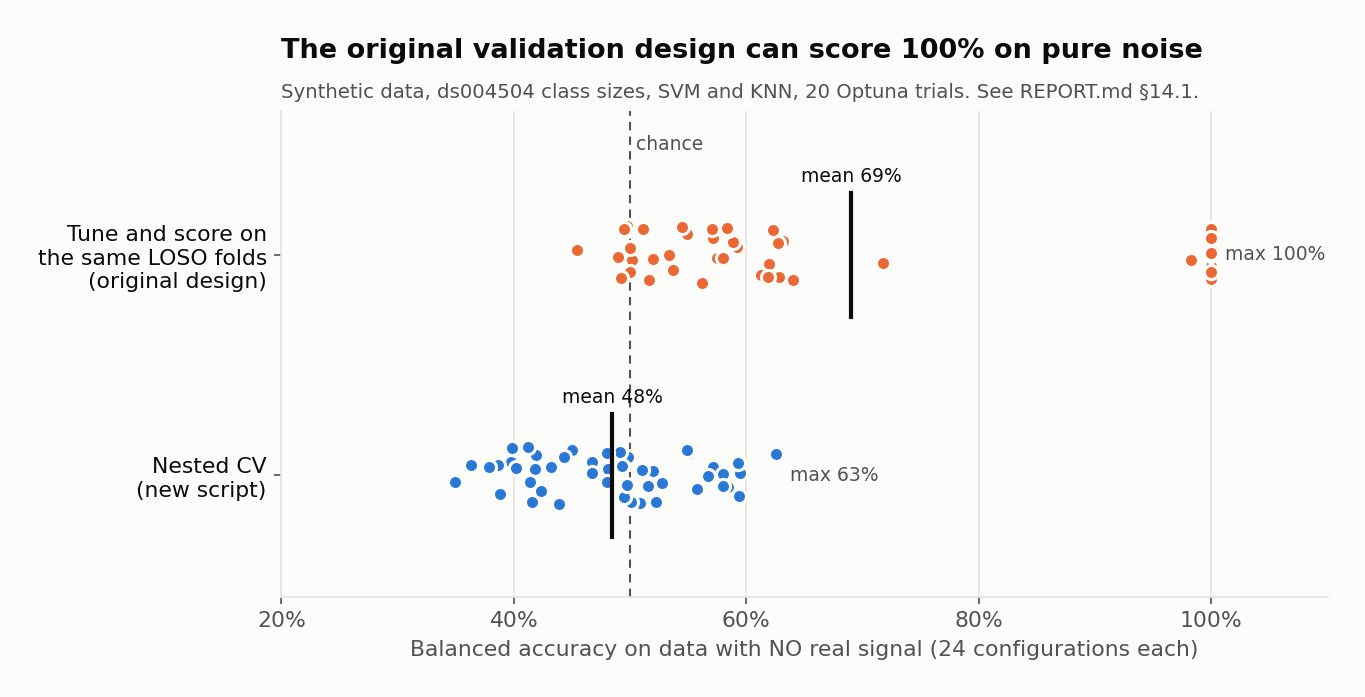 The original validation design can score 100% on pure noise
Synthetic data, ds004504 class sizes, SVM and KNN, 20 Optuna trials. See REPORT.md §14.1.
chance
mean 69%
Tune and score on
the same LOSO folds
(original design)
max 100%
mean 48%
Nested CV
(new script)
max 63%
20%
40%
60%
80%
100%
Balanced accuracy on data with NO real signal (24 configurations each)